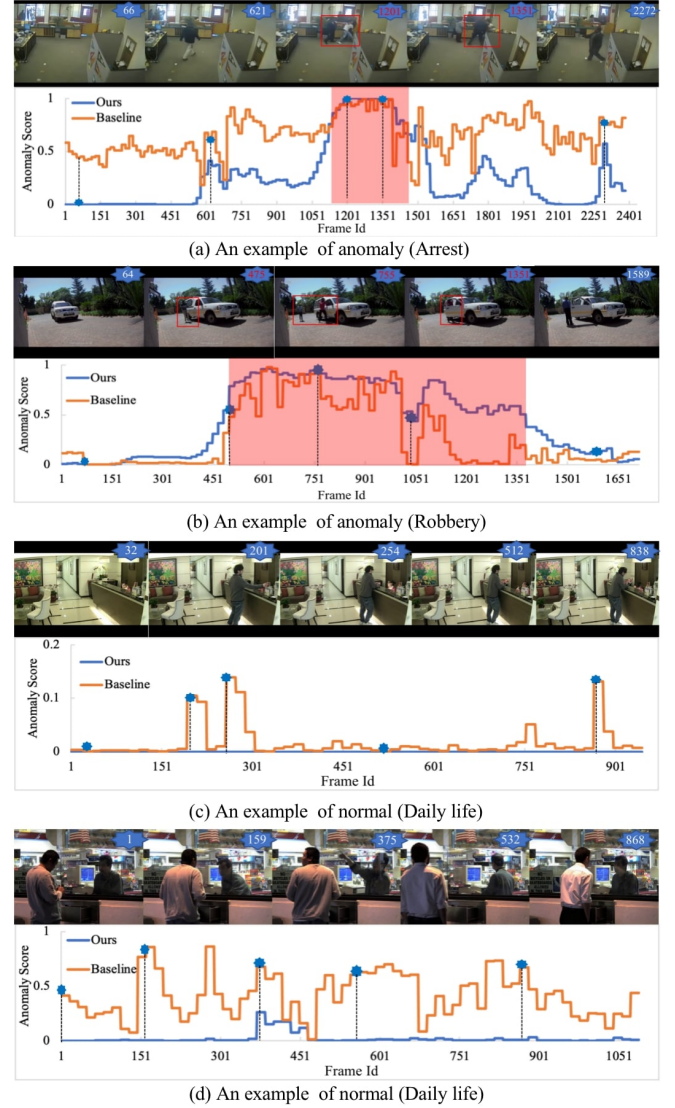 66 621 1201 1351 2272
Ours
Baseline
Anomaly Score
1
0.5
0
1 151 301 451 601 751 901 1051 1201 1351 1501 1651 1801 1951 2101 2251 2401
Frame Id
(a) An example of anomaly (Arrest)
64 475 755 1351 1589
Ours
Baseline
Anomaly Score
1
0.5
0
1 151 301 451 601 751 901 1051 1201 1351 1501 1651
Frame Id
(b) An example of anomaly (Robbery)
32 201 254 512 838
Ours
Baseline
Anomaly Score
0.2
0.1
0
1 151 301 451 601 751 901
Frame Id
(c) An example of normal (Daily life)
1 159 375 532 868
Ours
Baseline
Anomaly Score
1
0.5
0
1 151 301 451 601 751 901 1051
Frame Id
(d) An example of normal (Daily life)